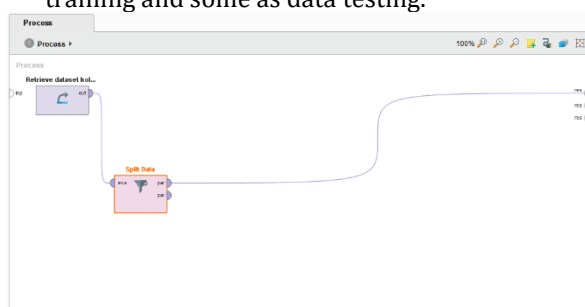 training and some as data testing.
Process
Process
100%
Process
Retrieve dataset kol...
inp
out
res
res
res
Split Data
exa
par
par